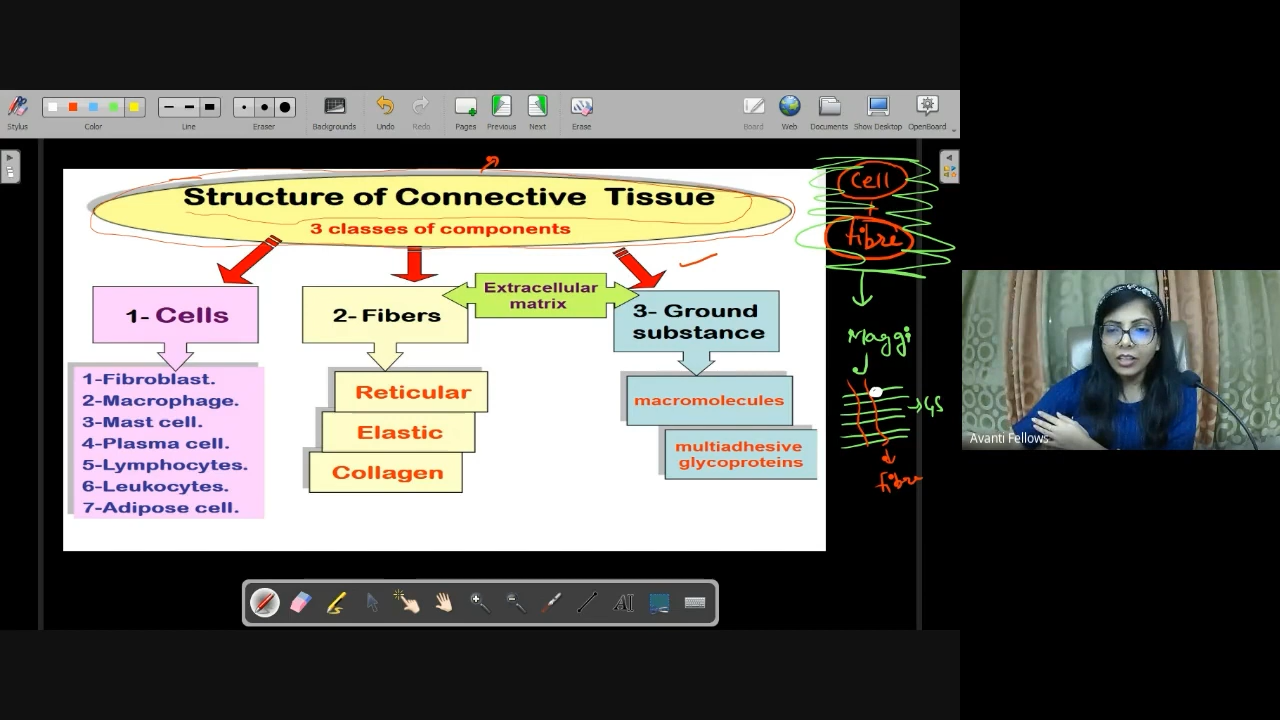 Stylus
Color
Line
Eraser
Backgrounds
Undo
Redo
Pages
Previous
Next
Erase
Board
Web
Documents
Show Desktop
OpenBoard
Structure of Connective Tissue
3 classes of components
1- Cells
2- Fibers
Extracellular
matrix
3- Ground
substance
1-Fibroblast.
2-Macrophage.
3-Mast cell.
4-Plasma cell.
5-Lymphocytes.
6-Leukocytes.
7-Adipose cell.
Reticular
Elastic
Collagen
macromolecules
multiadhesive
glycoproteins
Cell
+
fibre
Maggi
GS
fibre
Avanti Fellows
AI